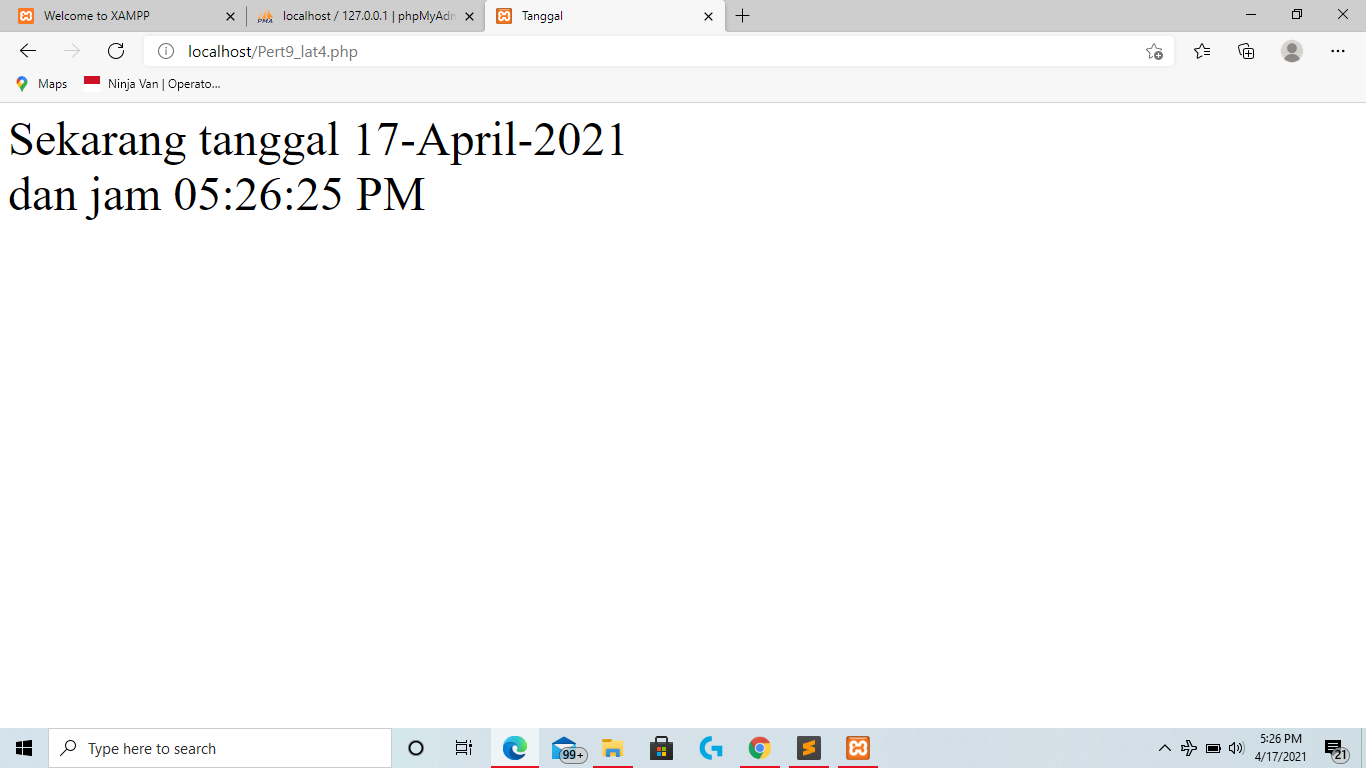 Welcome to XAMPP
localhost / 127.0.0.1 | phpMyAdm
Tanggal
localhost/Pert9_lat4.php
Maps
Ninja Van | Operato...
Sekarang tanggal 17-April-2021
dan jam 05:26:25 PM
Type here to search
99+
5:26 PM
4/17/2021
21